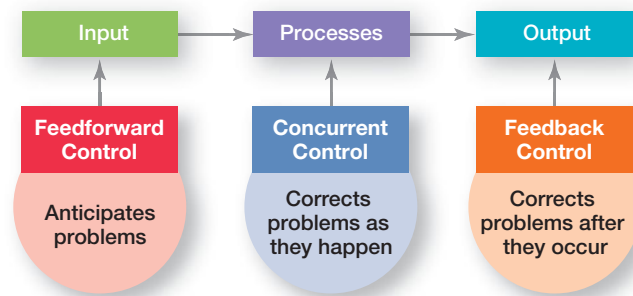 Input
Processes
Output
Feedforward
Control
Concurrent
Control
Feedback
Control
Anticipates
problems
Corrects
problems as
they happen
Corrects
problems after
they occur